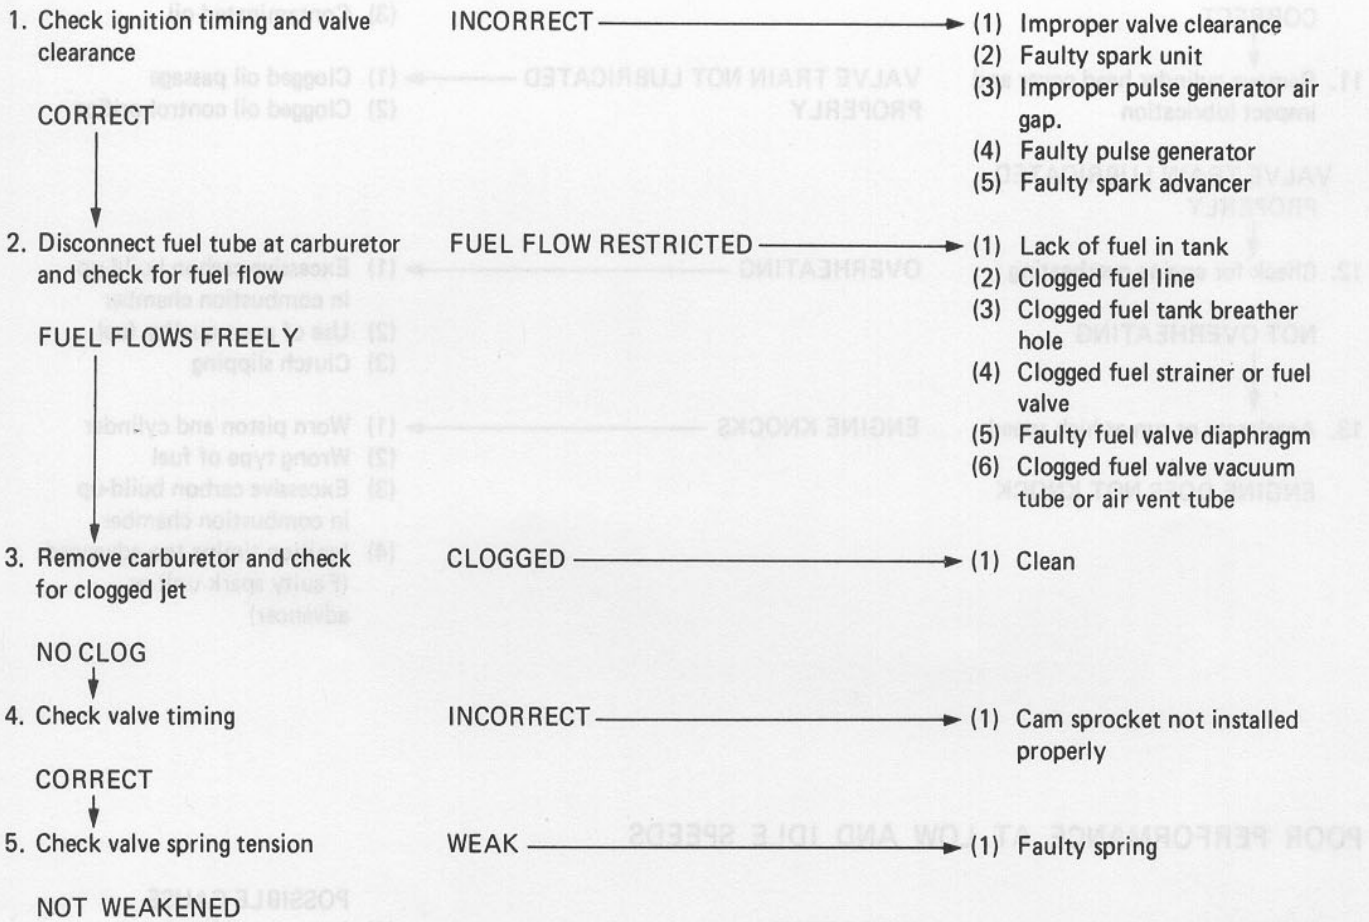 1. Check ignition timing and valve
clearance
INCORRECT
(1) Improper valve clearance
(2) Faulty spark unit
(3) Improper pulse generator air
gap.
(4) Faulty pulse generator
(5) Faulty spark advancer
CORRECT
2. Disconnect fuel tube at carburetor
and check for fuel flow
FUEL FLOW RESTRICTED
(1) Lack of fuel in tank
(2) Clogged fuel line
(3) Clogged fuel tank breather
hole
(4) Clogged fuel strainer or fuel
valve
(5) Faulty fuel valve diaphragm
(6) Clogged fuel valve vacuum
tube or air vent tube
FUEL FLOWS FREELY
3. Remove carburetor and check
for clogged jet
CLOGGED
(1) Clean
NO CLOG
4. Check valve timing
INCORRECT
(1) Cam sprocket not installed
properly
CORRECT
5. Check valve spring tension
WEAK
(1) Faulty spring
NOT WEAKENED